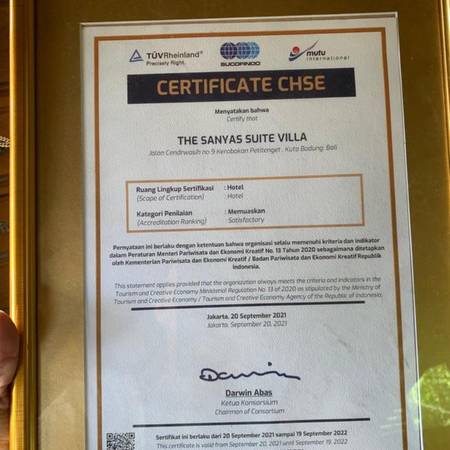 TÜVRheinland®
Precisely Right.
SUCOFINDO
mutu
international
CERTIFICATE CHSE
Menyatakan bahwa
Certify that
THE SANYAS SUITE VILLA
Jalan Cendrwasih no 9 Kerobokan Petitenget , Kuta Badung, Bali
Ruang Lingkup Sertifikasi : Hotel
(Scope of Certification) : Hotel
Kategori Penilaian : Memuaskan
(Accreditation Ranking) : Satisfactory
Pernyataan ini berlaku dengan ketentuan bahwa organisasi selalu memenuhi kriteria dan indikator
dalam Peraturan Menteri Pariwisata dan Ekonomi Kreatif No. 13 Tahun 2020 sebagaimana ditetapkan
oleh Kementerian Pariwisata dan Ekonomi Kreatif / Badan Pariwisata dan Ekonomi Kreatif Republik
Indonesia.
This statement applies provided that the organization always meets the criteria and indicators in the
Tourism and Creative Economy Ministerial Regulation No. 13 of 2020 as stipulated by the Ministry of
Tourism and Creative Economy / Tourism and Creative Economy Agency of the Republic of Indonesia.
Jakarta, 20 September 2021
Jakarta, September 20, 2021
Darwin
Darwin Abas
Ketua Konsorsium
Chairman of Consortium
Sertifikat ini berlaku dari 20 September 2021 sampai 19 September 2022
This certificate is valid from September 20, 2021 until September 19, 2022